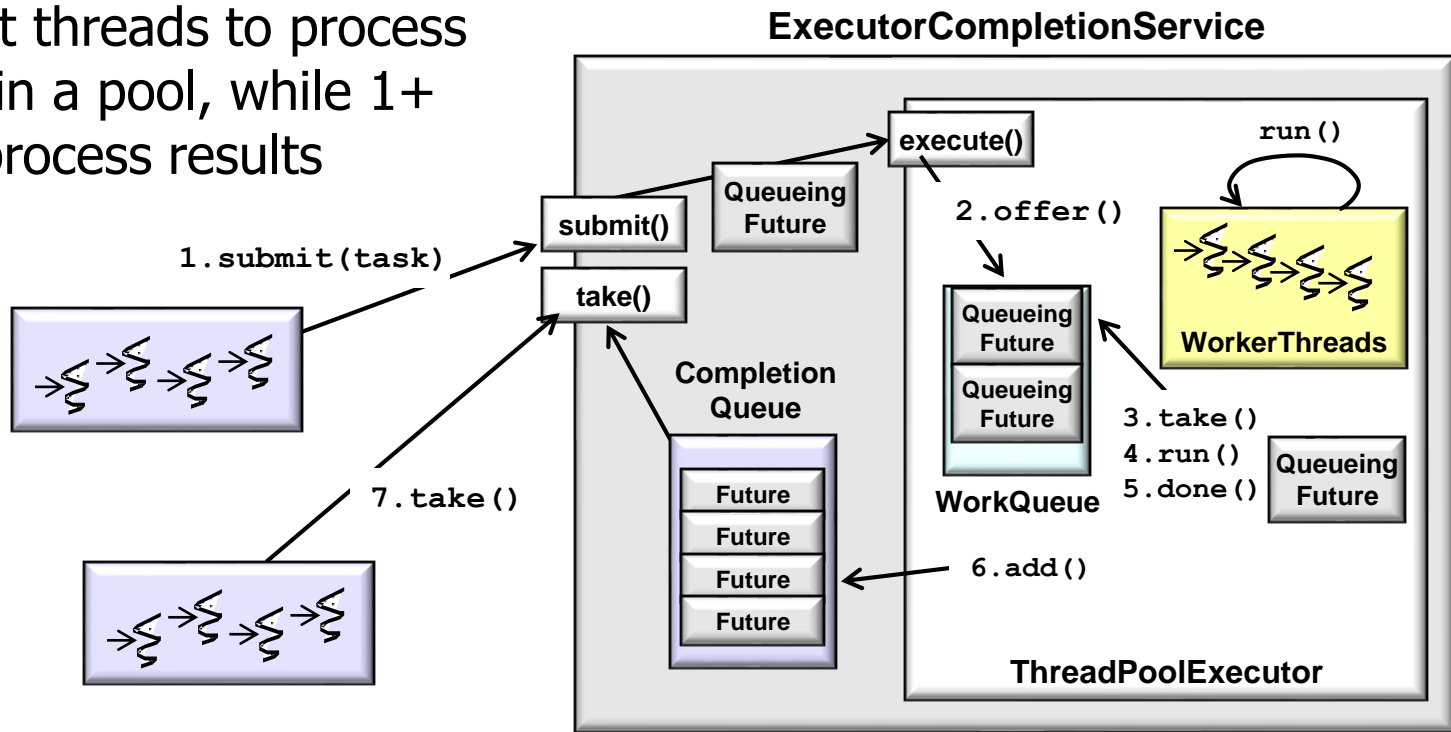 t threads to process
in a pool, while 1+
process results
ExecutorCompletionService
execute()
run()
Queueing
Future
submit()
2.offer()
1.submit(task)
take()
Queueing
Future
Queueing
Future
WorkerThreads
Completion
Queue
3.take()
4.run()
5.done()
Queueing
Future
WorkQueue
7.take()
Future
Future
Future
Future
6.add()
ThreadPoolExecutor